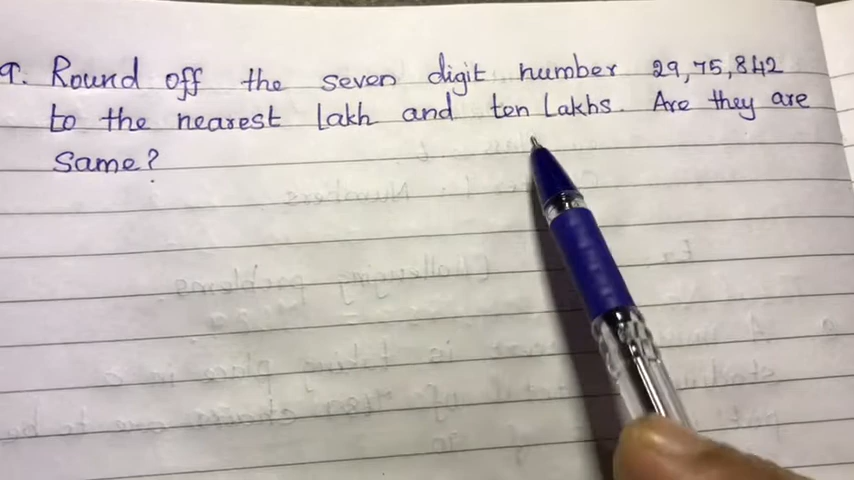 9. Round off the seven digit number 29,75,842
to the nearest lakh and ten Lakhs. Are they are
same?